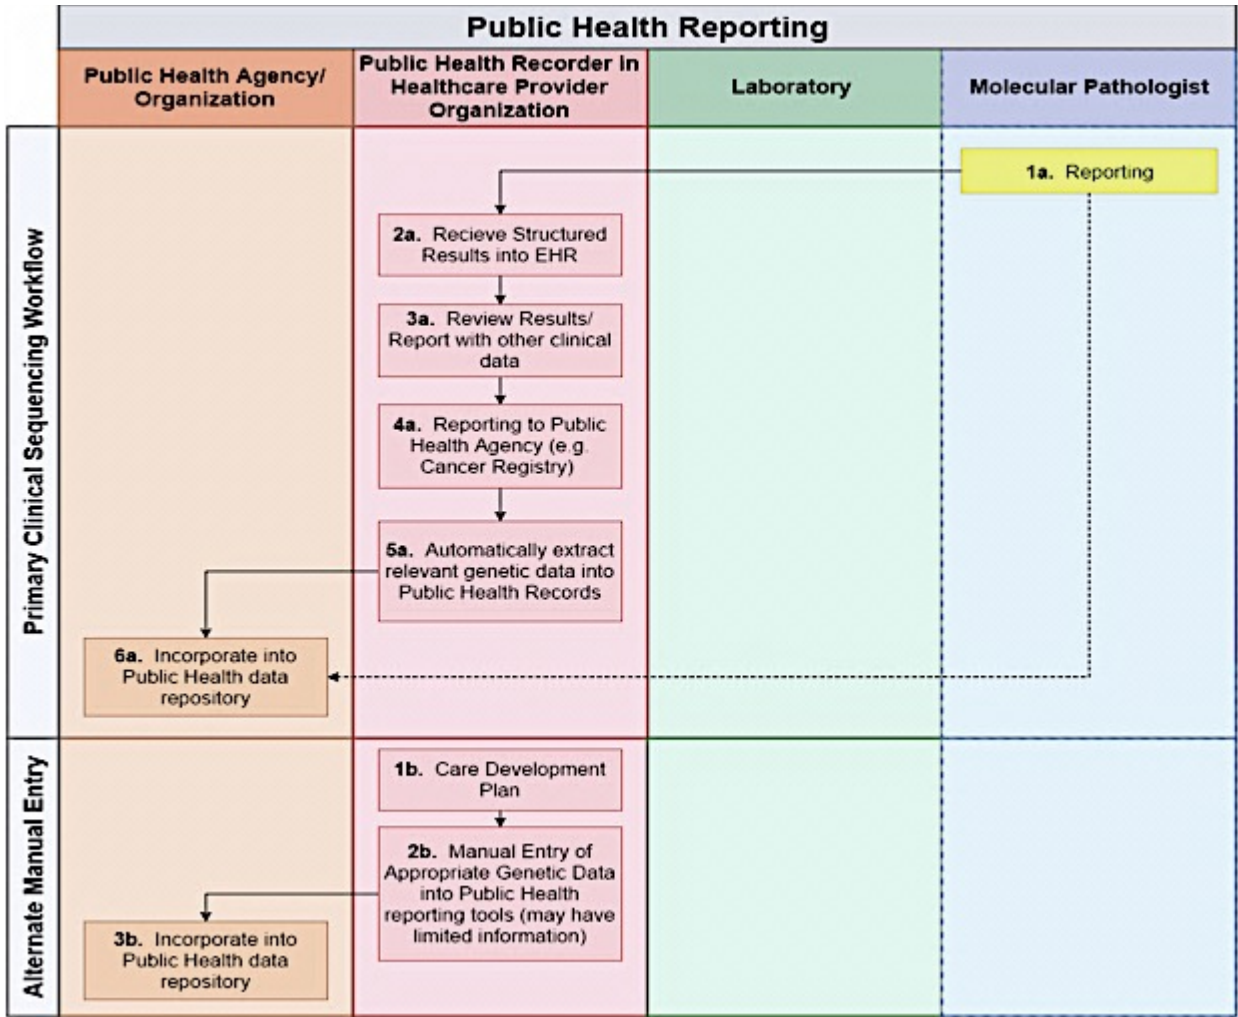 Public Health Reporting
Public Health Agency/
Organization
Public Health Recorder in
Healthcare Provider
Organization
Laboratory
Molecular Pathologist
Primary Clinical Sequencing Workflow
1a. Reporting
2a. Recieve Structured
Results into EHR
3a. Review Results/
Report with other clinical
data
4a. Reporting to Public
Health Agency (e.g.
Cancer Registry)
5a. Automatically extract
relevant genetic data into
Public Health Records
6a. Incorporate into
Public Health data
repository
Alternate Manual Entry
1b. Care Development
Plan
2b. Manual Entry of
Appropriate Genetic Data
into Public Health
reporting tools (may have
limited information)
3b. Incorporate into
Public Health data
repository